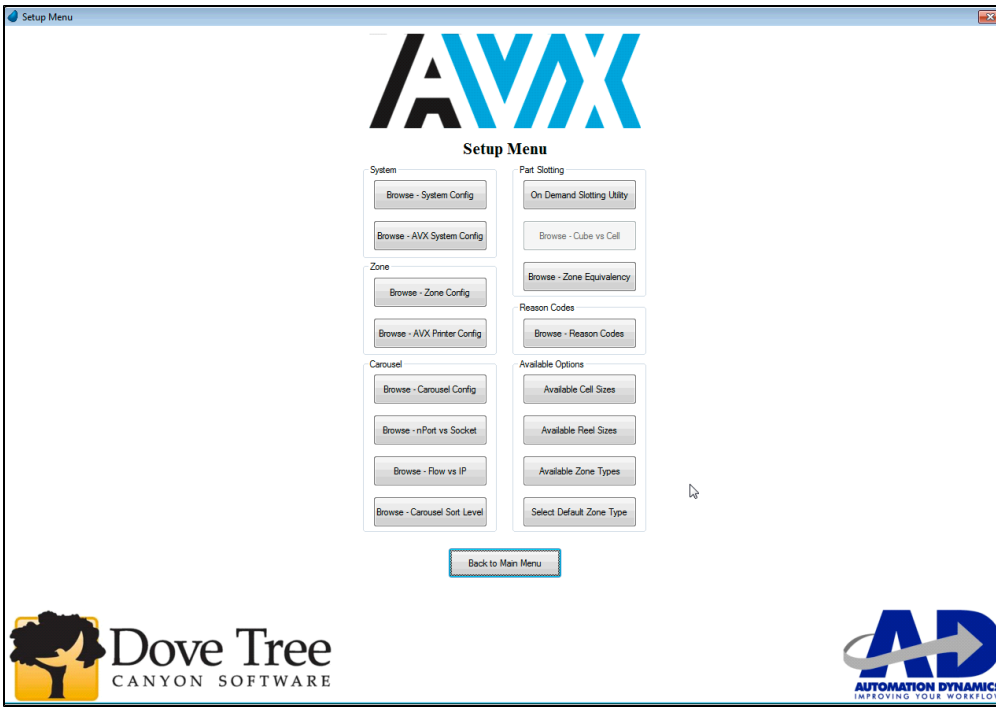 Setup Menu
AVX
Setup Menu
System
Browse - System Config
Browse - AVX System Config
Zone
Browse - Zone Config
Browse - AVX Printer Config
Carousel
Browse - Carousel Config
Browse - nPort vs Socket
Browse - Flow vs IP
Browse - Carousel Sort Level
Part Slotting
On Demand Slotting Utility
Browse - Cube vs Cell
Browse - Zone Equivalency
Reason Codes
Browse - Reason Codes
Available Options
Available Cell Sizes
Available Reel Sizes
Available Zone Types
Select Default Zone Type
Back to Main Menu
Dove Tree
CANYON SOFTWARE
AD
AUTOMATION DYNAMICS
IMPROVING YOUR WORKFLOW